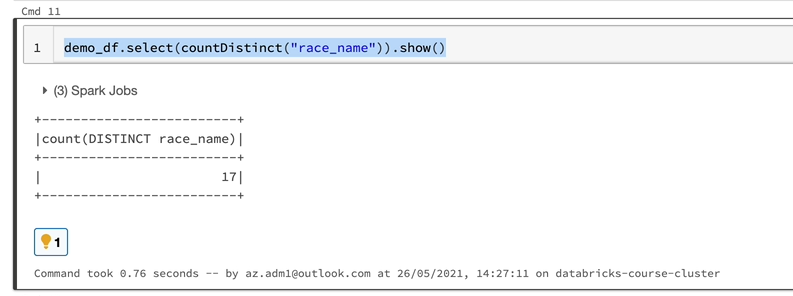 Cmd 11
1 demo_df.select(countDistinct("race_name")).show()
(3) Spark Jobs
+-------------------------+
|count(DISTINCT race_name)|
+-------------------------+
| 17|
+-------------------------+
1
Command took 0.76 seconds -- by az.adm1@outlook.com at 26/05/2021, 14:27:11 on databricks-course-cluster